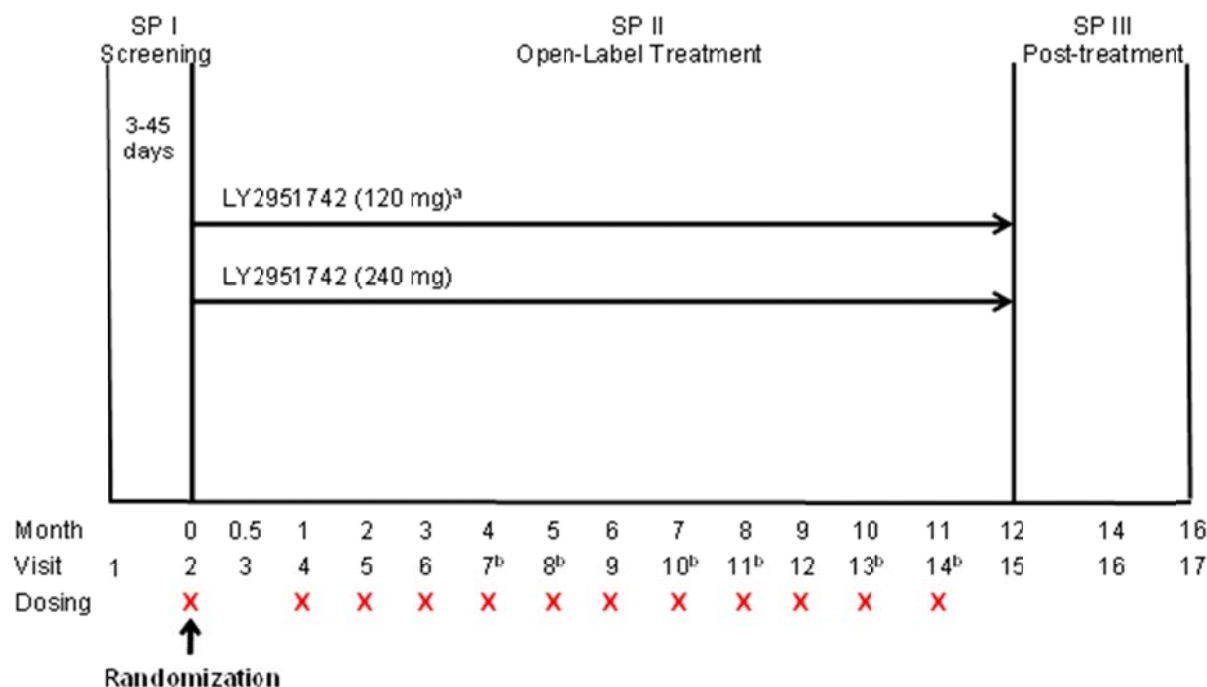 SP I
Screening
SP II
Open-Label Treatment
SP III
Post-treatment
3-45
days
LY2951742 (120 mg)ᵃ
LY2951742 (240 mg)
Month 0 0.5 1 2 3 4 5 6 7 8 9 10 11 12 14 16
Visit 1 2 3 4 5 6 7ᵇ 8ᵇ 9 10ᵇ 11ᵇ 12 13ᵇ 14ᵇ 15 16 17
Dosing X X X X X X X X X X X X
Randomization